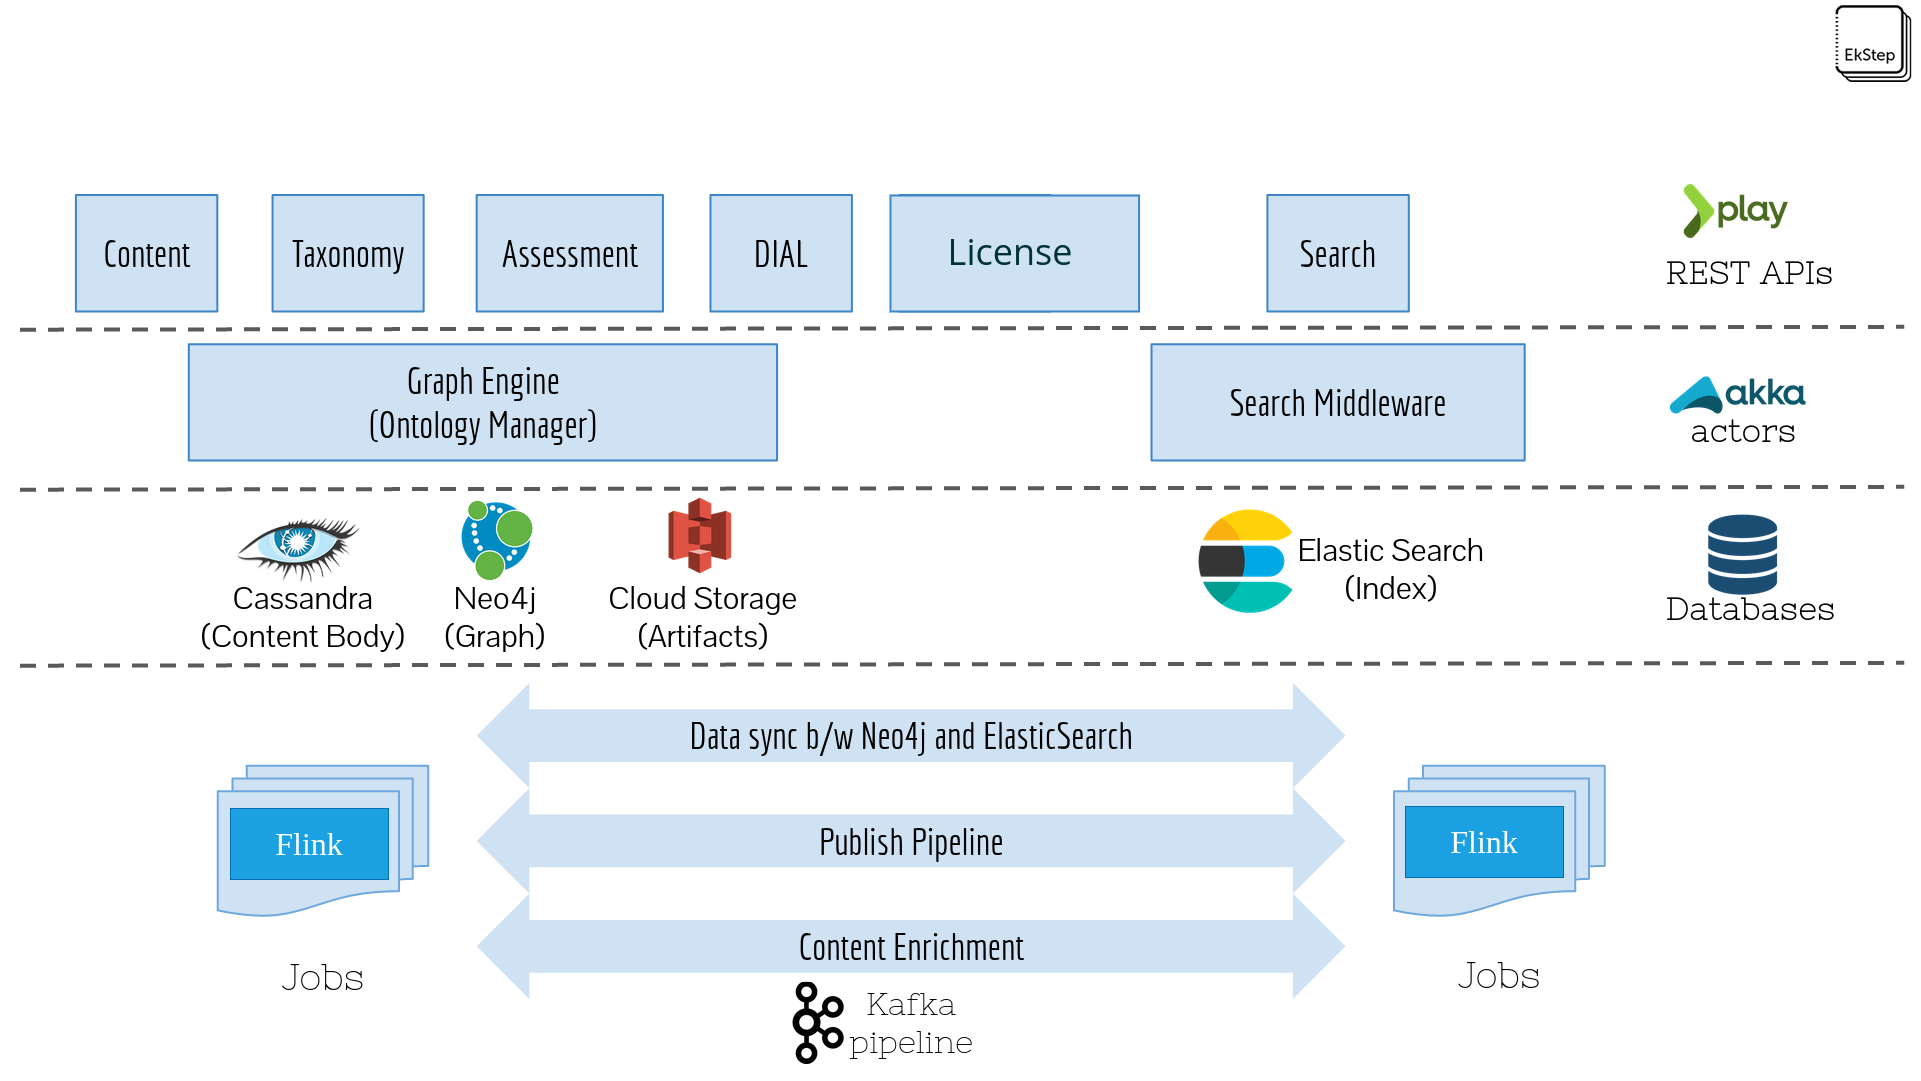 EkStep
Content
Taxonomy
Assessment
DIAL
License
Search
play
REST APIs
Graph Engine
(Ontology Manager)
Search Middleware
akka
actors
Cassandra
(Content Body)
Neo4j
(Graph)
Cloud Storage
(Artifacts)
Elastic Search
(Index)
Databases
Data sync b/w Neo4j and ElasticSearch
Publish Pipeline
Content Enrichment
Flink
Jobs
Flink
Jobs
Kafka
pipeline